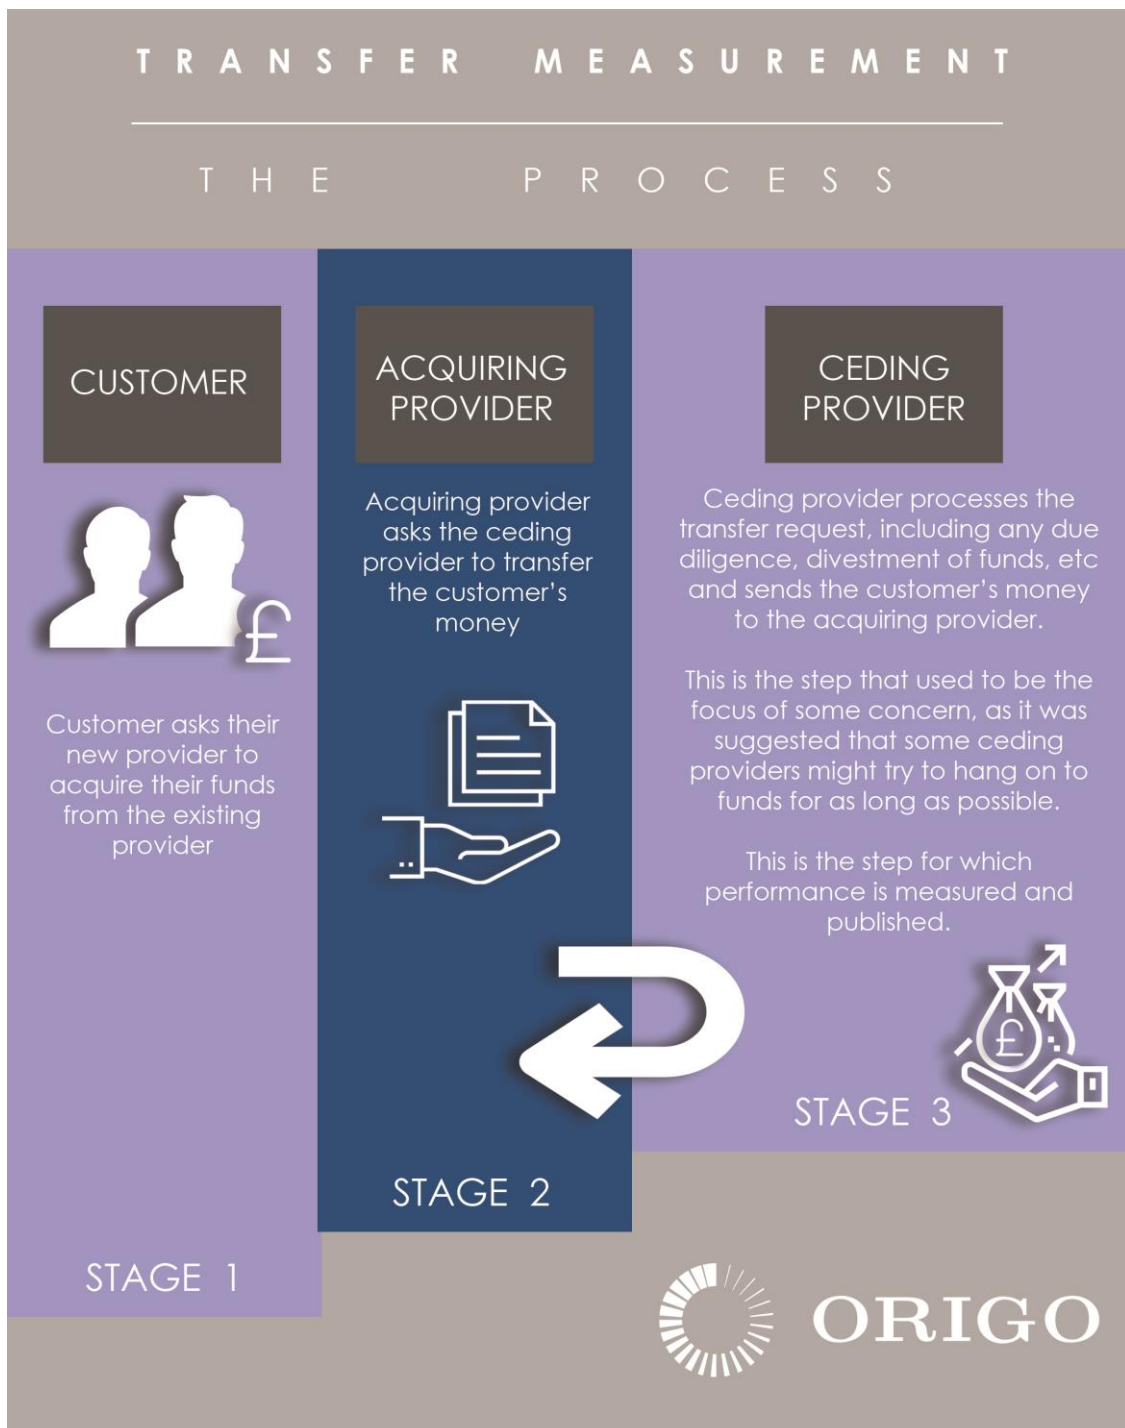 TRANSFER MEASUREMENT
THE PROCESS
CUSTOMER
£
Customer asks their
new provider to
acquire their funds
from the existing
provider
STAGE 1
ACQUIRING
PROVIDER
Acquiring provider
asks the ceding
provider to transfer
the customer’s
money
STAGE 2
CEDING
PROVIDER
Ceding provider processes the
transfer request, including any due
diligence, divestment of funds, etc
and sends the customer’s money
to the acquiring provider.
This is the step that used to be the
focus of some concern, as it was
suggested that some ceding
providers might try to hang on to
funds for as long as possible.
This is the step for which
performance is measured and
published.
£
STAGE 3
ORIGO